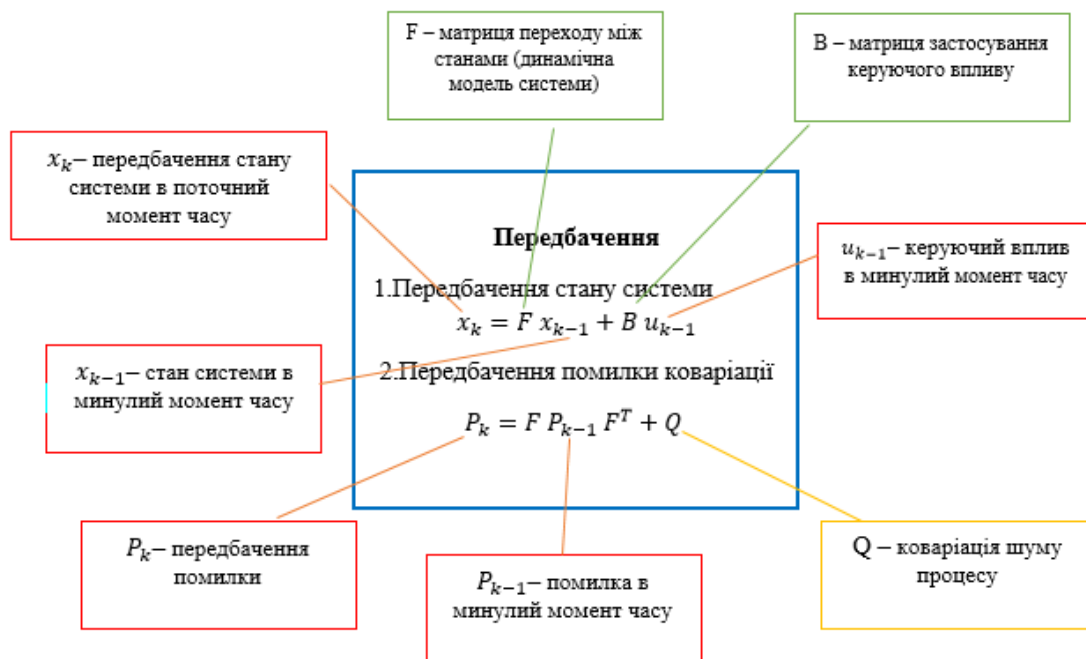 F – матриця переходу між
станами (динамічна
модель системи)
B – матриця застосування
керуючого впливу
x_k – передбачення стану
системи в поточний
момент часу
Передбачення
1.Передбачення стану системи
x_k = F x_{k−1} + B u_{k−1}
2.Передбачення помилки коваріації
P_k = F P_{k−1} F^T + Q
u_{k−1} – керуючий вплив
в минулий момент часу
x_{k−1} – стан системи в
минулий момент часу
P_k – передбачення
помилки
P_{k−1} – помилка в
минулий момент часу
Q – коваріація шуму
процесу